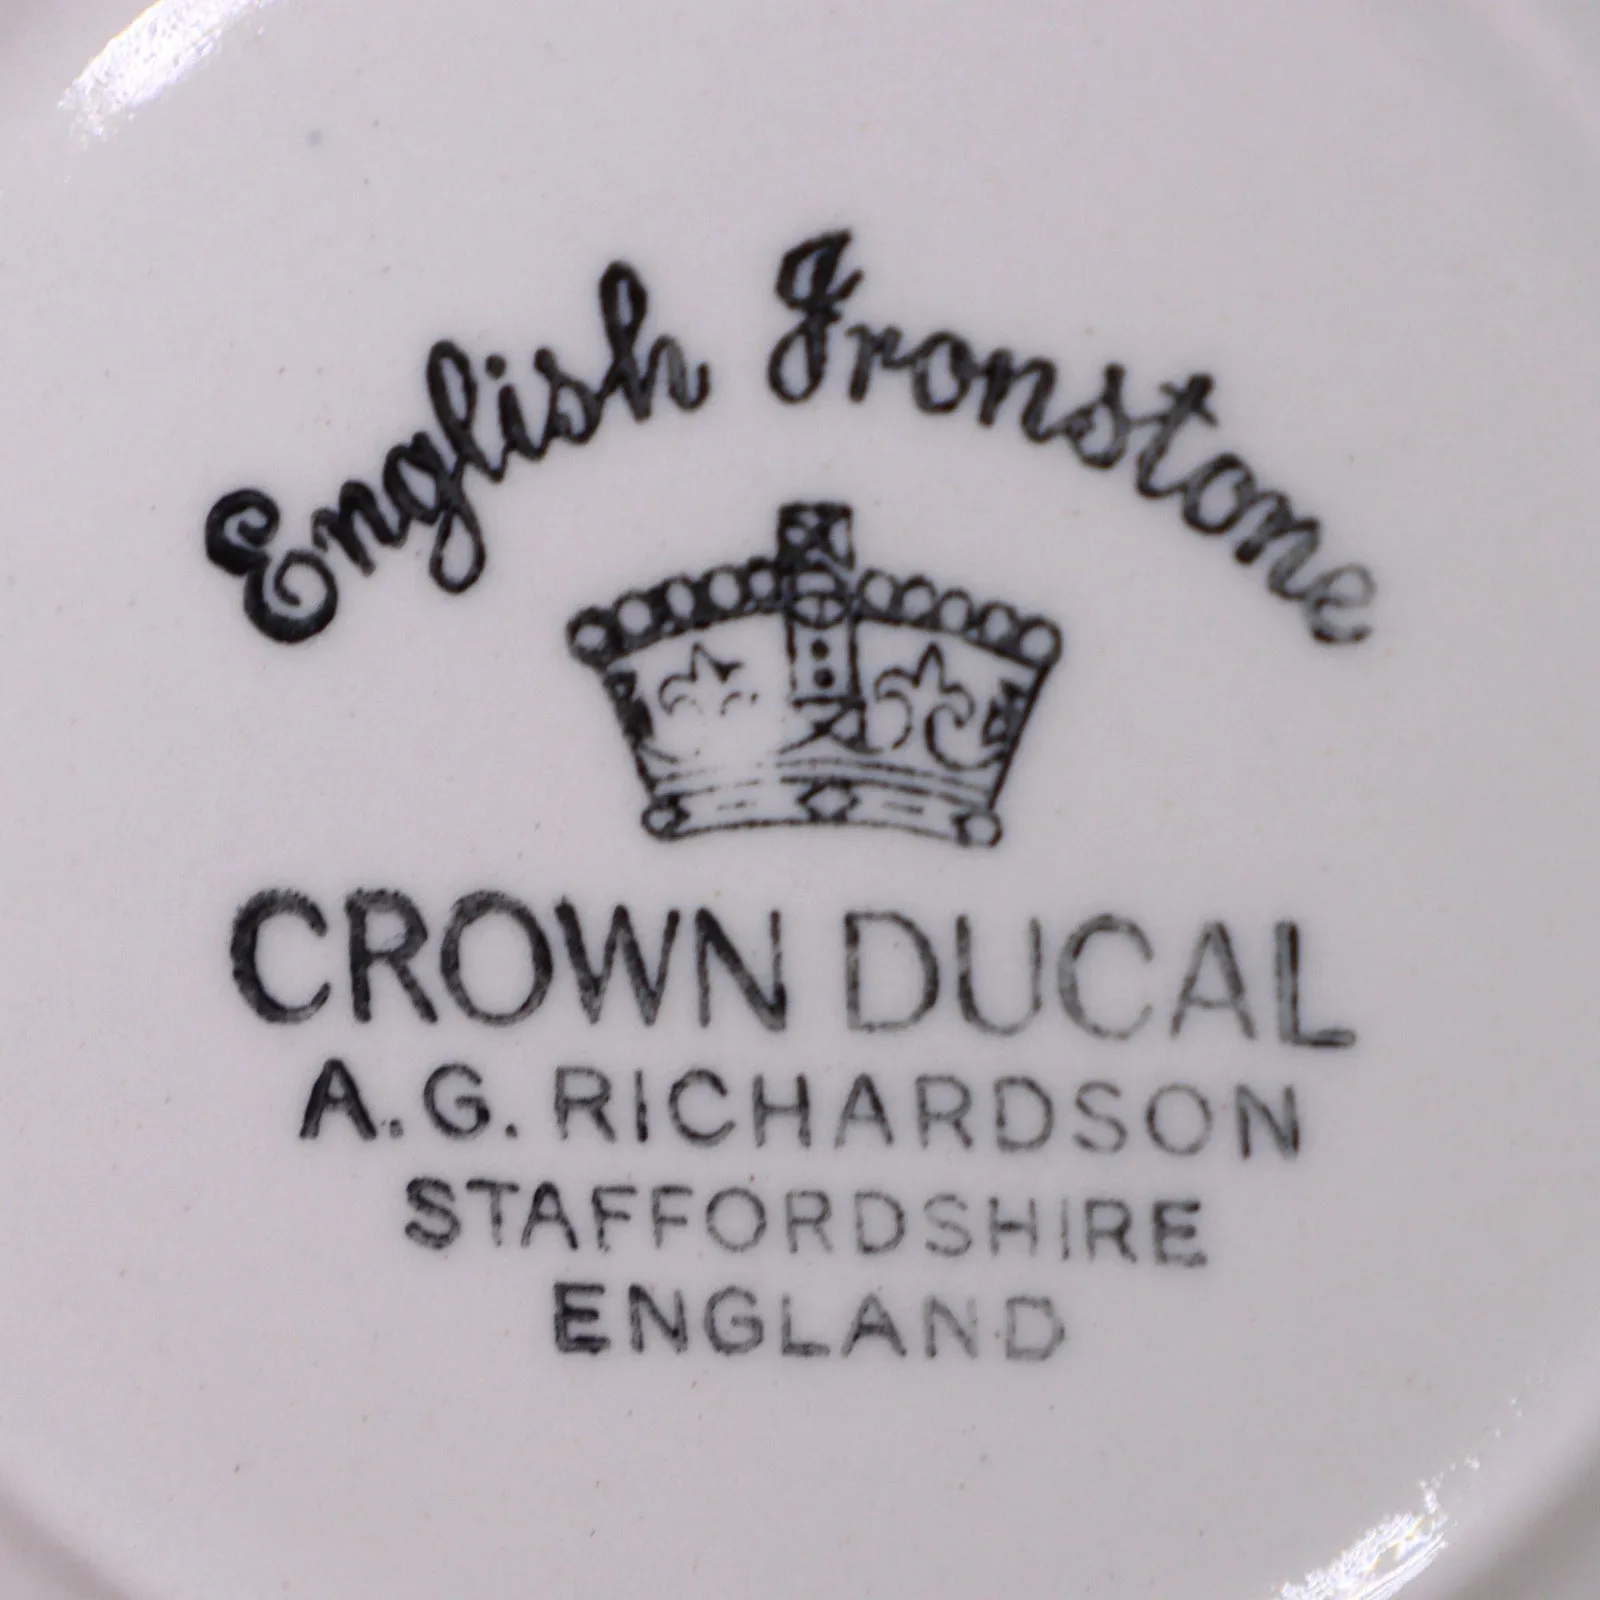 English Ironstone
CROWN DUCAL
A.G. RICHARDSON
STAFFORDSHIRE
ENGLAND